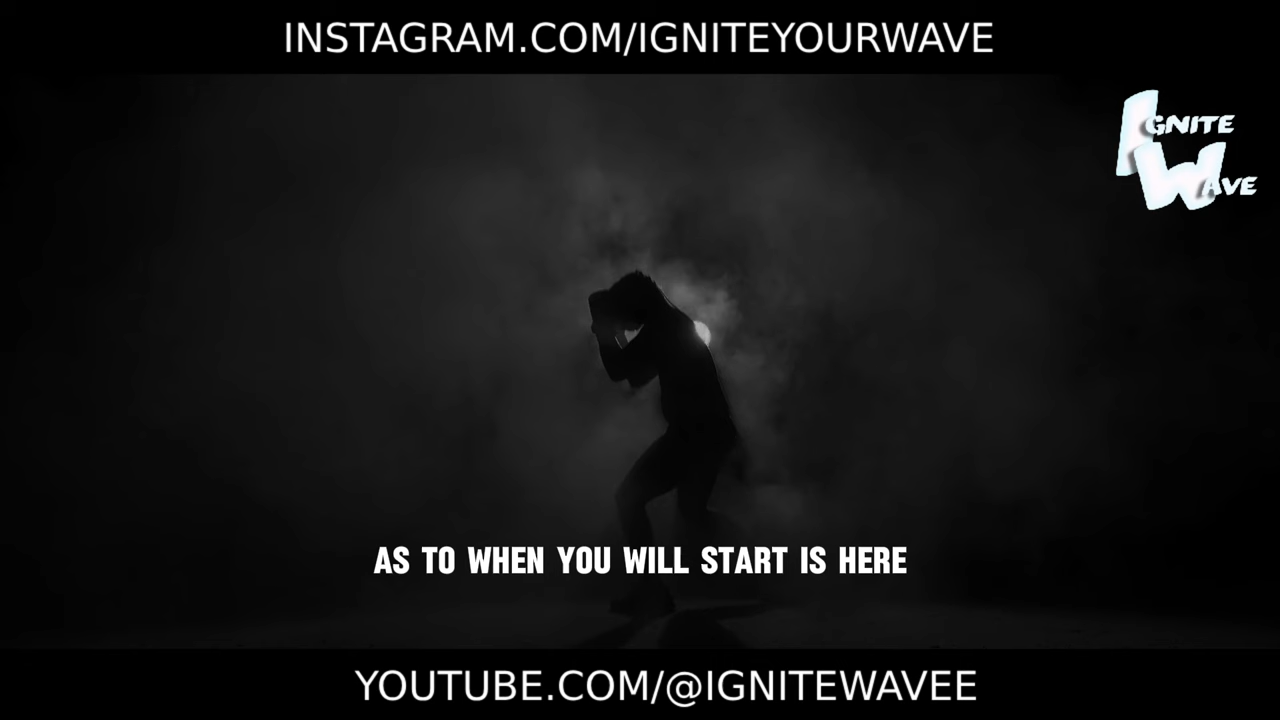 INSTAGRAM.COM/IGNITEYOURWAVE
IGNITE
WAVE
AS TO WHEN YOU WILL START IS HERE
YOUTUBE.COM/@IGNITEWAVEE